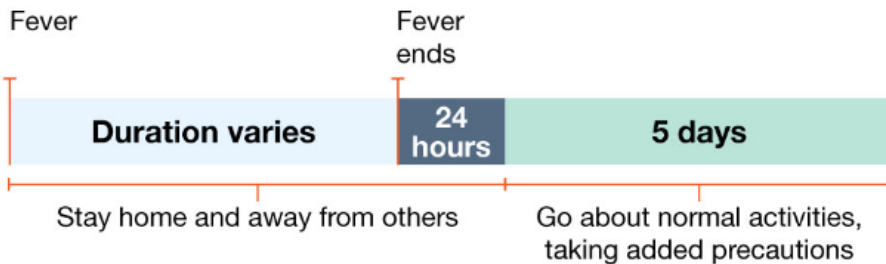 Fever
Fever
ends
Duration varies
24
hours
5 days
Stay home and away from others
Go about normal activities,
taking added precautions